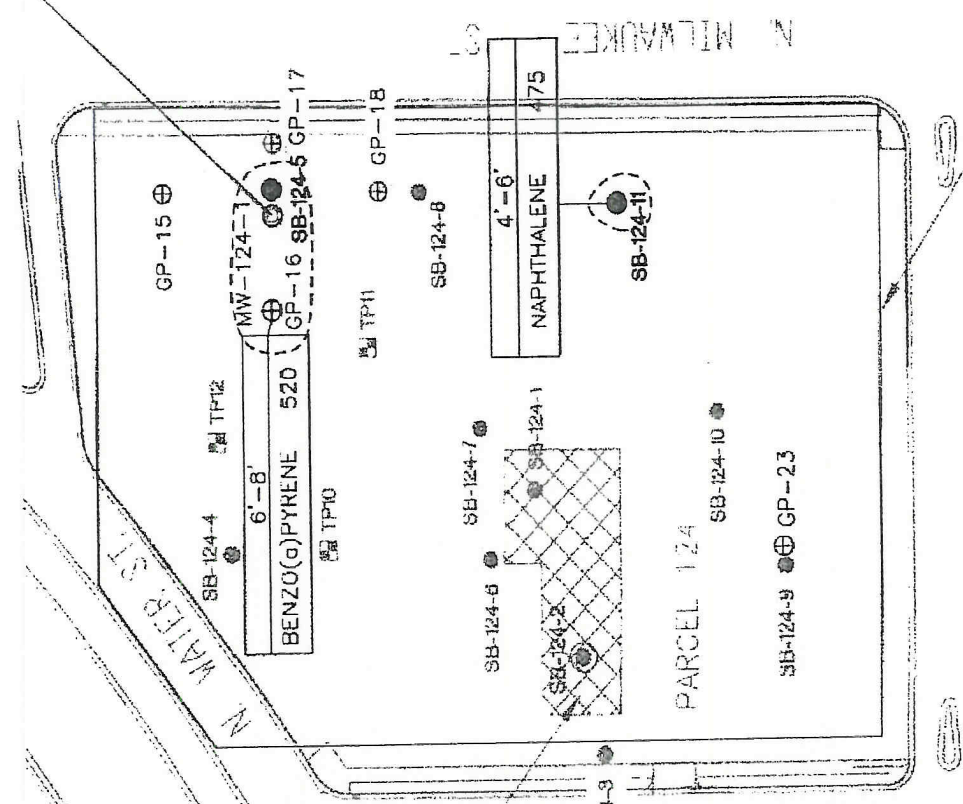 N. MILWAUKEE ST
GP-15
MW-124-1
GP-16 SB-124-5 GP-17
GP-18
SB-124-8
6'-8'
BENZO(a)PYRENE 520
4'-6'
NAPHTHALENE 475
SB-124-11
TP12
TP11
TP10
SB-124-4
N WATER ST.
SB-124-7
SB-124-1
SB-124-6
SB-124-2
SB-124-10
PARCEL 124
GP-23
SB-124-9